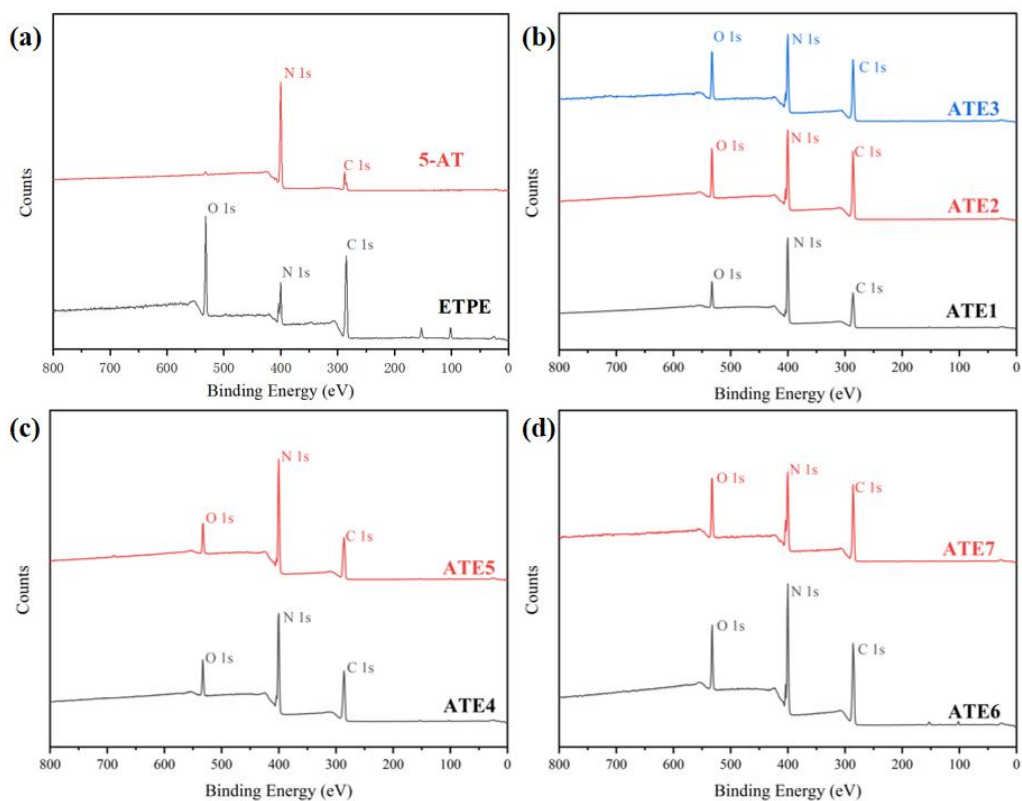 (a)
N 1s
5-AT
C 1s
O 1s
C 1s
N 1s
ETPE
Counts
800 700 600 500 400 300 200 100 0
Binding Energy (eV)
(b)
O 1s
N 1s
C 1s
ATE3
O 1s
N 1s
C 1s
ATE2
N 1s
O 1s
C 1s
ATE1
Counts
800 700 600 500 400 300 200 100 0
Binding Energy (eV)
(c)
N 1s
O 1s
C 1s
ATE5
N 1s
O 1s
C 1s
ATE4
Counts
800 700 600 500 400 300 200 100 0
Binding Energy (eV)
(d)
O 1s
N 1s
C 1s
ATE7
N 1s
O 1s
C 1s
ATE6
Counts
800 700 600 500 400 300 200 100 0
Binding Energy (eV)